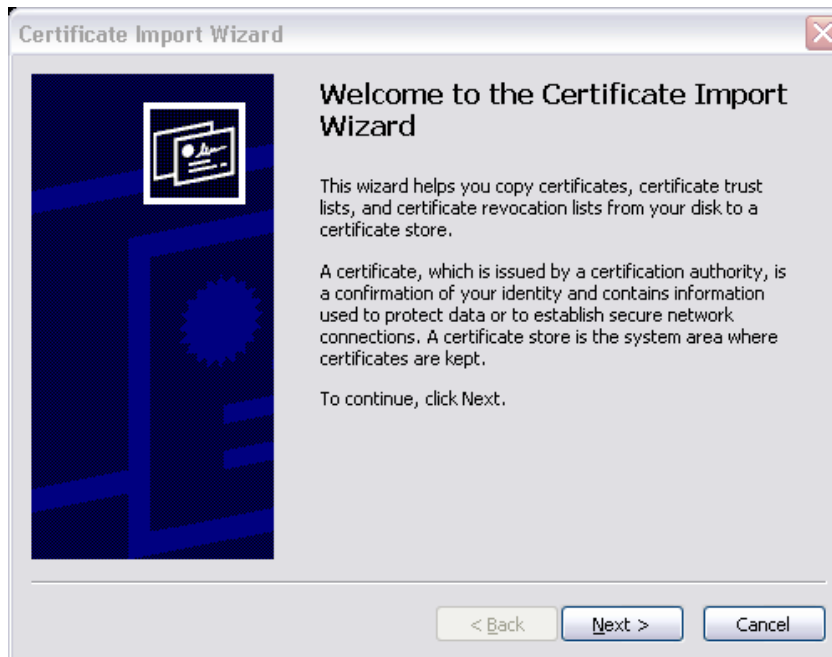 Certificate Import Wizard
Welcome to the Certificate Import
Wizard
This wizard helps you copy certificates, certificate trust
lists, and certificate revocation lists from your disk to a
certificate store.
A certificate, which is issued by a certification authority, is
a confirmation of your identity and contains information
used to protect data or to establish secure network
connections. A certificate store is the system area where
certificates are kept.
To continue, click Next.
< Back
Next >
Cancel